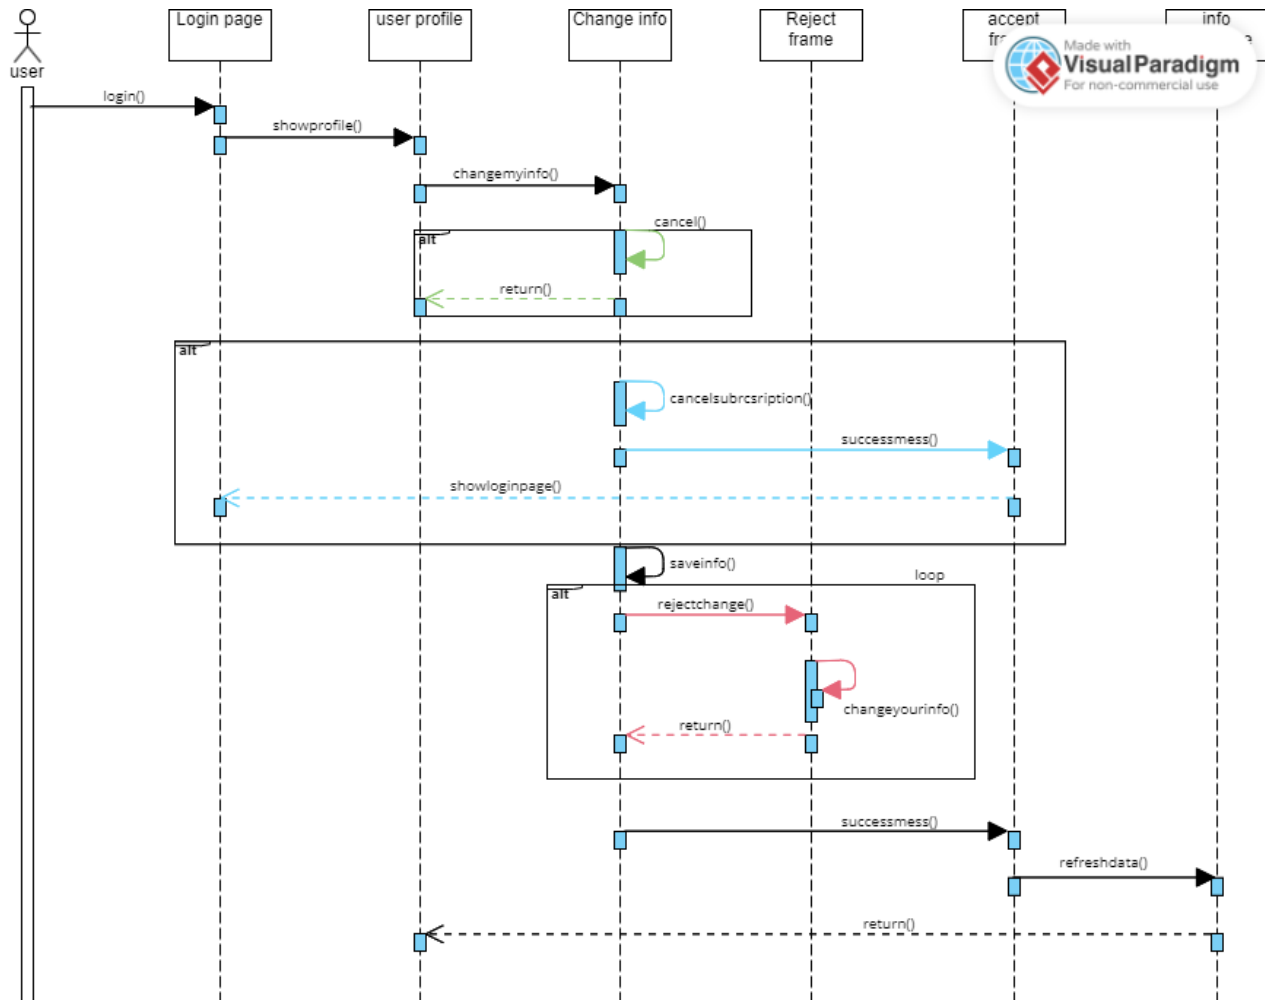 Login page
user profile
Change info
Reject
frame
accept
info
Made with
Visual Paradigm
For non-commercial use
user
login()
showprofile()
changemyinfo()
cancel()
alt
return()
alt
cancelsubrcsription()
successmess()
showloginpage()
saveinfo()
loop
alt
rejectchange()
changeyourinfo()
return()
successmess()
refreshdata()
return()